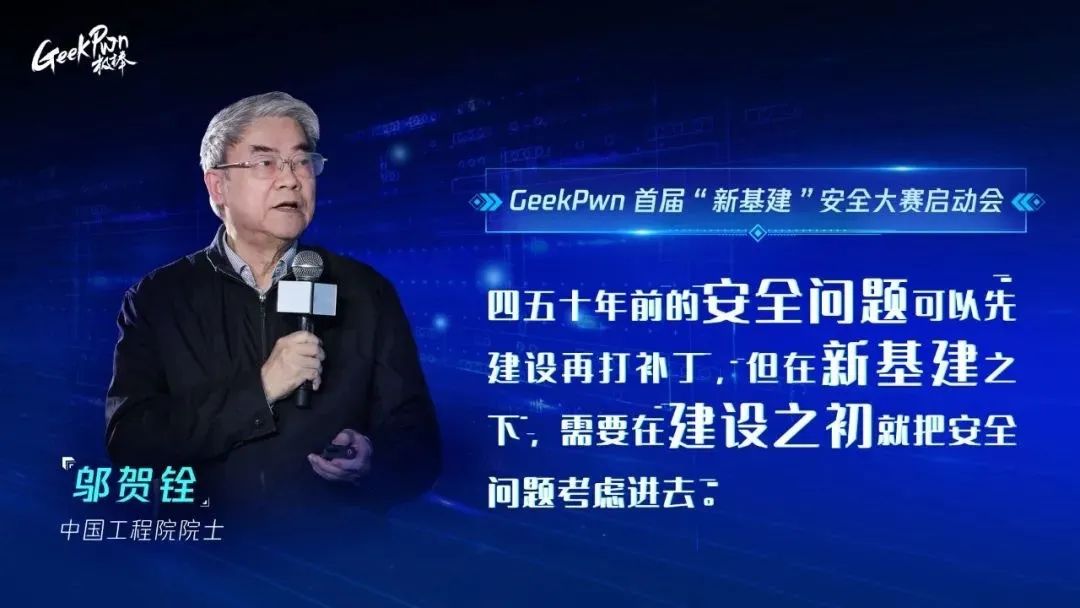 GeekPwn
极棒
GeekPwn 首届“新基建”安全大赛启动会
四五十年前的安全问题可以先
建设再打补丁，但在新基建之
下，需要在建设之初就把安全
问题考虑进去。
邬贺铨
中国工程院院士